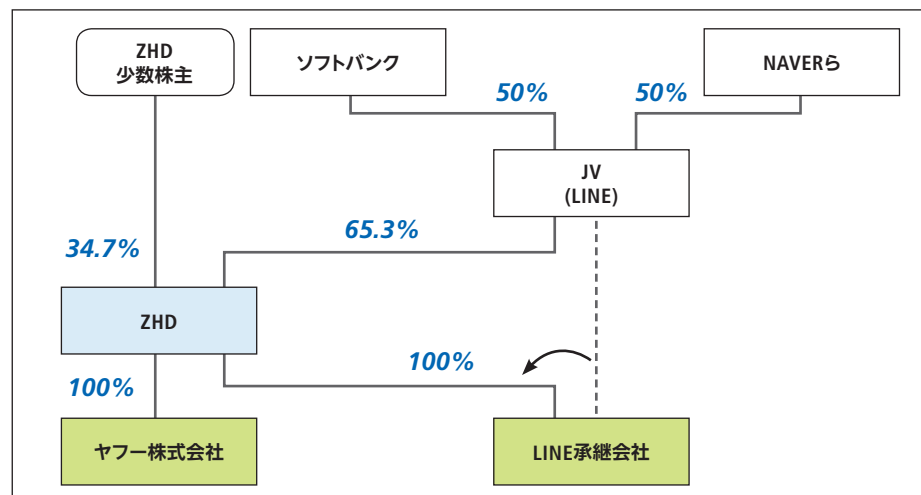 ZHD
少数株主
ソフトバンク
NAVERら
50%
50%
JV
(LINE)
65.3%
34.7%
ZHD
100%
100%
ヤフー株式会社
LINE承継会社